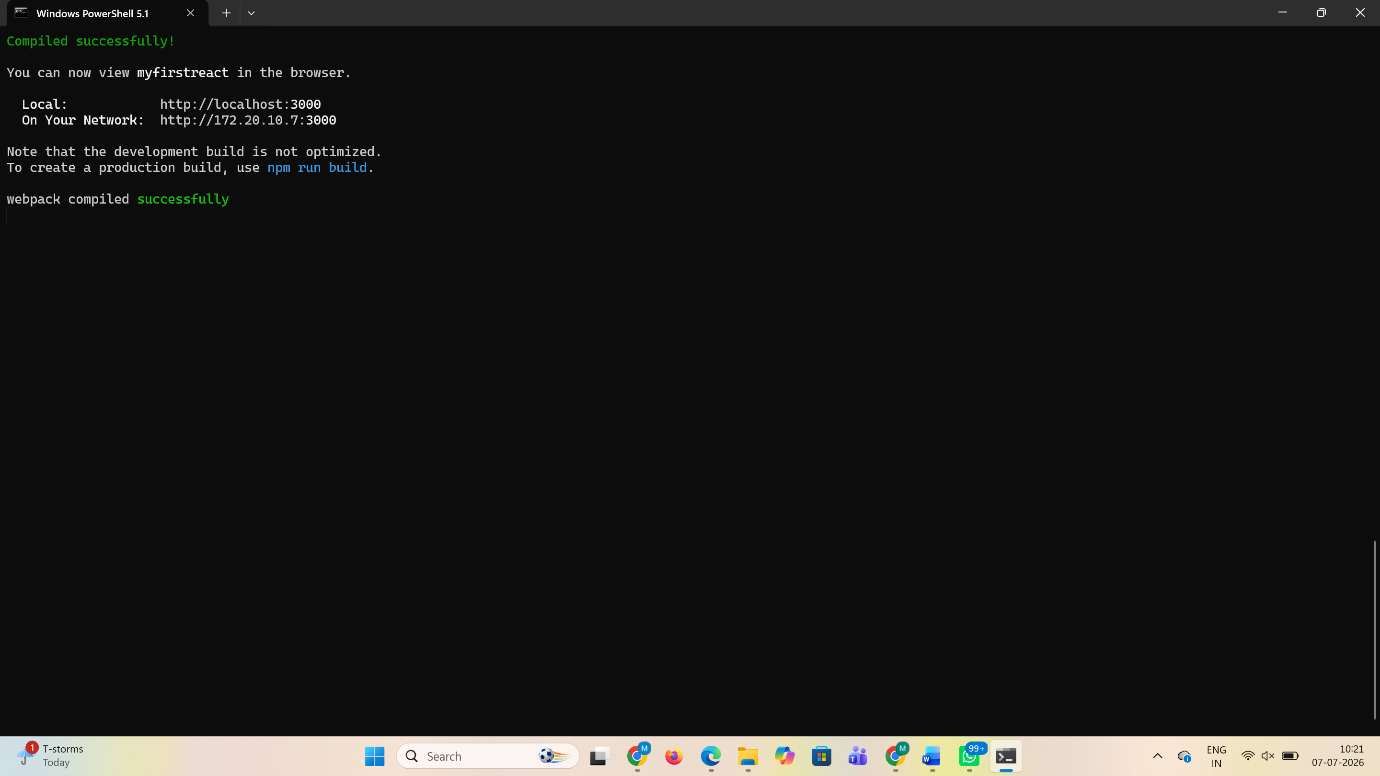 Windows PowerShell 5.1
Compiled successfully!
You can now view myfirstreact in the browser.
Local: http://localhost:3000
On Your Network: http://172.20.10.7:3000
Note that the development build is not optimized.
To create a production build, use npm run build.
webpack compiled successfully
1
T-storms
Today
Search
M
M
99+
ENG
IN
10:21
07-07-2026